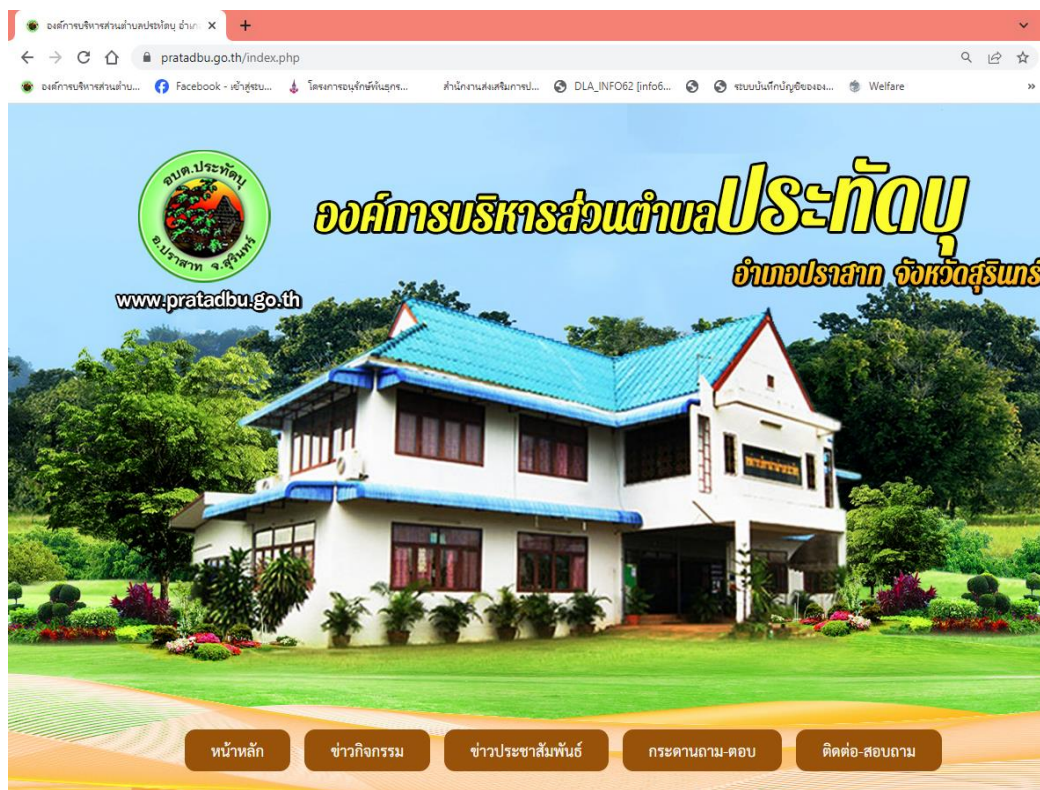 องค์การบริหารส่วนตำบลประทัดบุ อำเภ
pratadbu.go.th/index.php
องค์การบริหารส่วนตำบ... Facebook - เข้าสู่ระบ... โครงการอนุรักษ์พันธุกร... สำนักงานส่งเสริมการป... DLA_INFO62 [info6... ระบบบันทึกบัญชีขององ... Welfare
อบต.ประทัดบุ
อ.ปราสาท จ.สุรินทร์
www.pratadbu.go.th
องค์การบริหารส่วนตำบลประทัดบุ
อำเภอปราสาท จังหวัดสุรินทร์
หน้าหลัก ข่าวกิจกรรม ข่าวประชาสัมพันธ์ กระดานถาม-ตอบ ติดต่อ-สอบถาม